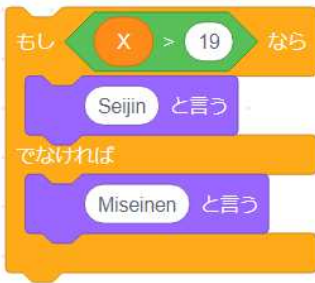 もし X > 19 なら
Seijin と言う
でなければ
Miseinen と言う